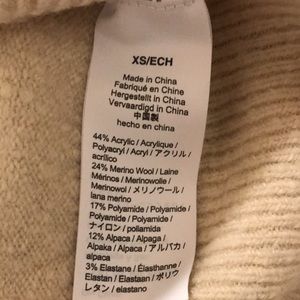 XS/ECH
Made in China
Fabriqué en Chine
Hergestellt in China
Vervaardigd in China
中国製
hecho en china
44% Acrylic / Acrylique /
Polyacryl / Acryl / アクリル /
acrílico
24% Merino Wool / Laine
Mérinos / Merinowolle /
Merinowol / メリノウール /
lana merino
17% Polyamide / Polyamide /
Polyamid / Polyamide /
ナイロン / poliamida
12% Alpaca / Alpaga /
Alpaka / Alpaca / アルパカ /
alpaca
3% Elastane / Élasthanne /
Elastan / Elastaan / ポリウ
レタン / elastano